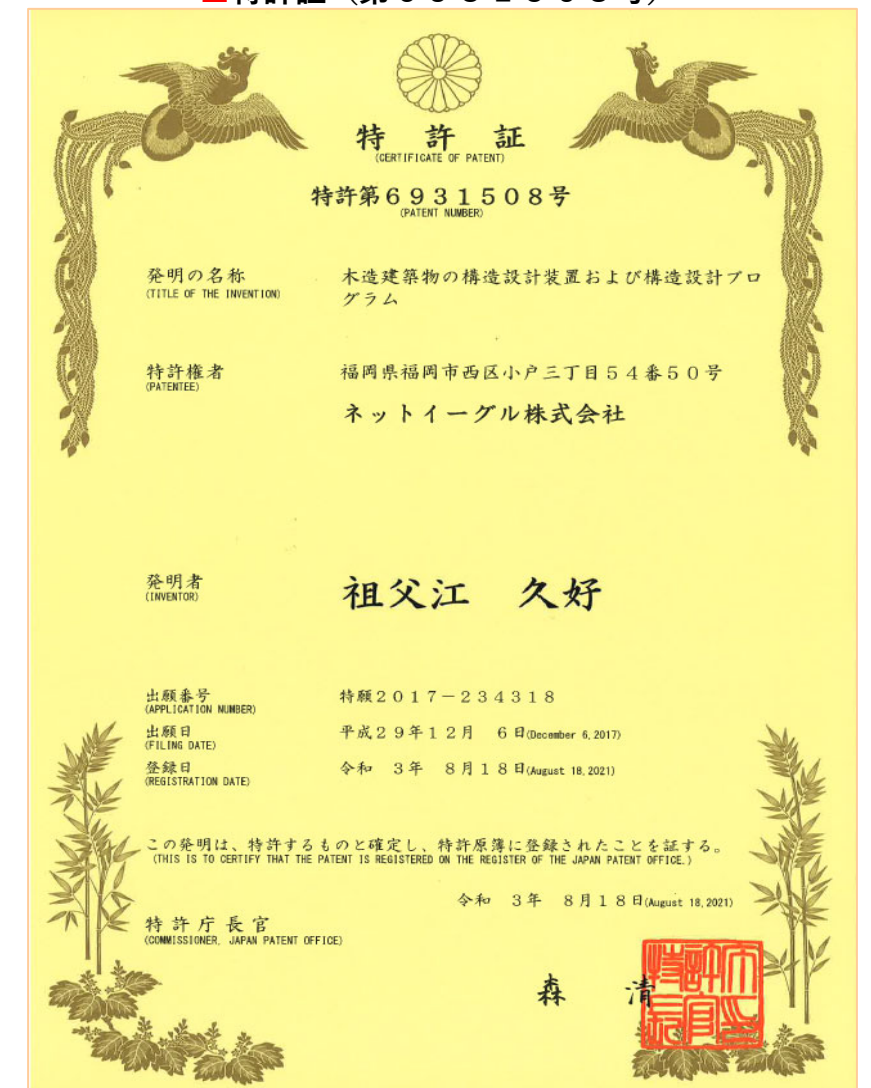 特許証
(CERTIFICATE OF PATENT)
特許第６９３１５０８号
(PATENT NUMBER)
発明の名称
(TITLE OF THE INVENTION)
木造建築物の構造設計装置および構造設計プロ
グラム
特許権者
(PATENTEE)
福岡県福岡市西区小戸三丁目５４番５０号
ネットイーグル株式会社
発明者
(INVENTOR)
祖父江　久好
出願番号
(APPLICATION NUMBER)
特願２０１７－２３４３１８
出願日
(FILING DATE)
平成２９年１２月　６日(December 6,2017)
登録日
(REGISTRATION DATE)
令和　３年　８月１８日(August 18,2021)
この発明は、特許するものと確定し、特許原簿に登録されたことを証する。
(THIS IS TO CERTIFY THAT THE PATENT IS REGISTERED ON THE REGISTER OF THE JAPAN PATENT OFFICE.)
令和　３年　８月１８日(August 18,2021)
特許庁長官
(COMMISSIONER, JAPAN PATENT OFFICE)
森　清